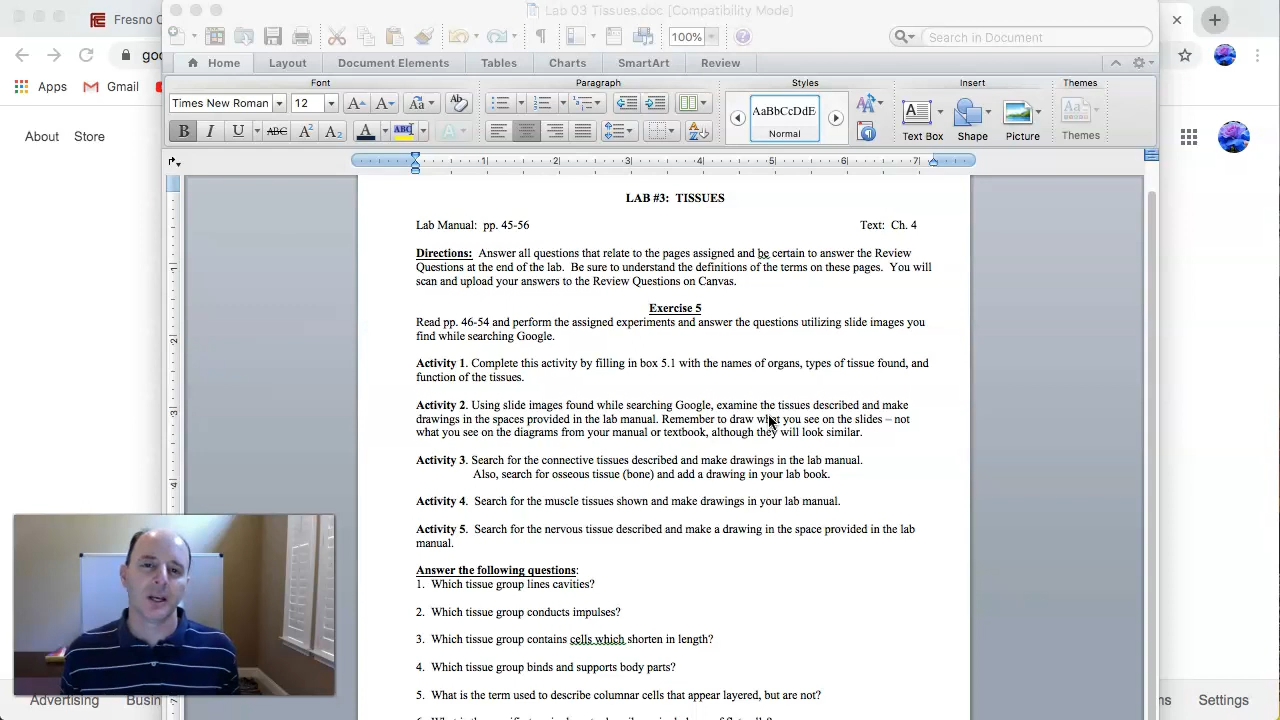 Fresno C
Lab 03 Tissues.doc [Compatibility Mode]
100%
Search in Document
Home Layout Document Elements Tables Charts SmartArt Review
Apps Gmail
Font Paragraph Styles Insert Themes
Times New Roman 12
AaBbCcDdE
Normal
Text Box Shape Picture Themes
About Store
LAB #3: TISSUES
Lab Manual: pp. 45-56 Text: Ch. 4
Directions: Answer all questions that relate to the pages assigned and be certain to answer the Review
Questions at the end of the lab. Be sure to understand the definitions of the terms on these pages. You will
scan and upload your answers to the Review Questions on Canvas.
Exercise 5
Read pp. 46-54 and perform the assigned experiments and answer the questions utilizing slide images you
find while searching Google.
Activity 1. Complete this activity by filling in box 5.1 with the names of organs, types of tissue found, and
function of the tissues.
Activity 2. Using slide images found while searching Google, examine the tissues described and make
drawings in the spaces provided in the lab manual. Remember to draw what you see on the slides – not
what you see on the diagrams from your manual or textbook, although they will look similar.
Activity 3. Search for the connective tissues described and make drawings in the lab manual.
Also, search for osseous tissue (bone) and add a drawing in your lab book.
Activity 4. Search for the muscle tissues shown and make drawings in your lab manual.
Activity 5. Search for the nervous tissue described and make a drawing in the space provided in the lab
manual.
Answer the following questions:
1. Which tissue group lines cavities?
2. Which tissue group conducts impulses?
3. Which tissue group contains cells which shorten in length?
4. Which tissue group binds and supports body parts?
5. What is the term used to describe columnar cells that appear layered, but are not?
Advertising Busin
Settings